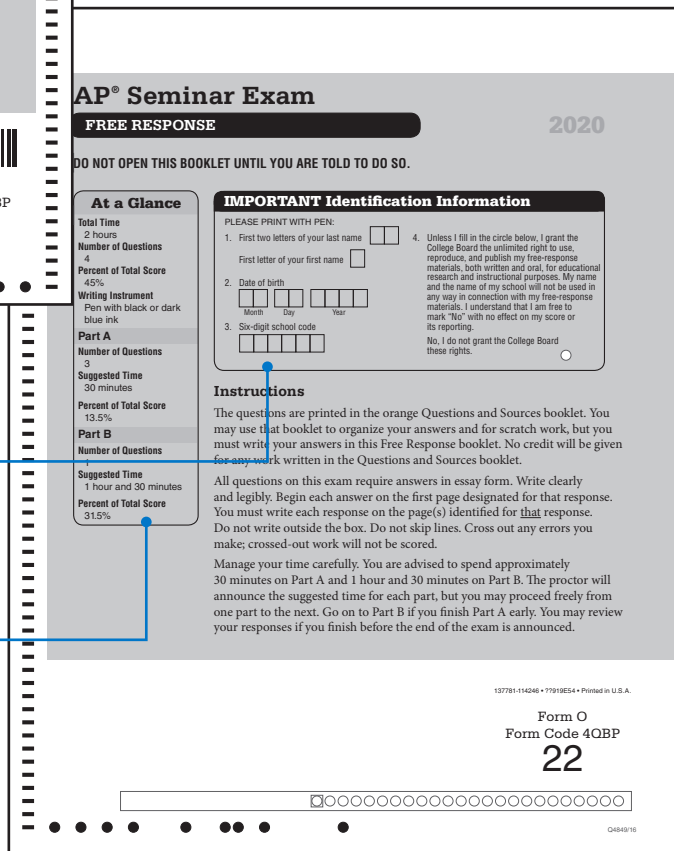 AP® Seminar Exam
FREE RESPONSE
2020
DO NOT OPEN THIS BOOKLET UNTIL YOU ARE TOLD TO DO SO.
BP
At a Glance
Total Time
2 hours
Number of Questions
4
Percent of Total Score
45%
Writing Instrument
Pen with black or dark
blue ink
Part A
Number of Questions
3
Suggested Time
30 minutes
Percent of Total Score
13.5%
Part B
Number of Questions
1
Suggested Time
1 hour and 30 minutes
Percent of Total Score
31.5%
IMPORTANT Identification Information
PLEASE PRINT WITH PEN:
1. First two letters of your last name
First letter of your first name
2. Date of birth
Month Day Year
3. Six-digit school code
4. Unless I fill in the circle below, I grant the
College Board the unlimited right to use,
reproduce, and publish my free-response
materials, both written and oral, for educational
research and instructional purposes. My name
and the name of my school will not be used in
any way in connection with my free-response
materials. I understand that I am free to
mark “No” with no effect on my score or
its reporting.
No, I do not grant the College Board
these rights.
Instructions
The questions are printed in the orange Questions and Sources booklet. You
may use that booklet to organize your answers and for scratch work, but you
must write your answers in this Free Response booklet. No credit will be given
for any work written in the Questions and Sources booklet.
All questions on this exam require answers in essay form. Write clearly
and legibly. Begin each answer on the first page designated for that response.
You must write each response on the page(s) identified for that response.
Do not write outside the box. Do not skip lines. Cross out any errors you
make; crossed-out work will not be scored.
Manage your time carefully. You are advised to spend approximately
30 minutes on Part A and 1 hour and 30 minutes on Part B. The proctor will
announce the suggested time for each part, but you may proceed freely from
one part to the next. Go on to Part B if you finish Part A early. You may review
your responses if you finish before the end of the exam is announced.
137781-114246 • ??919E54 • Printed in U.S.A.
Form O
Form Code 4QBP
22
Q4849/16